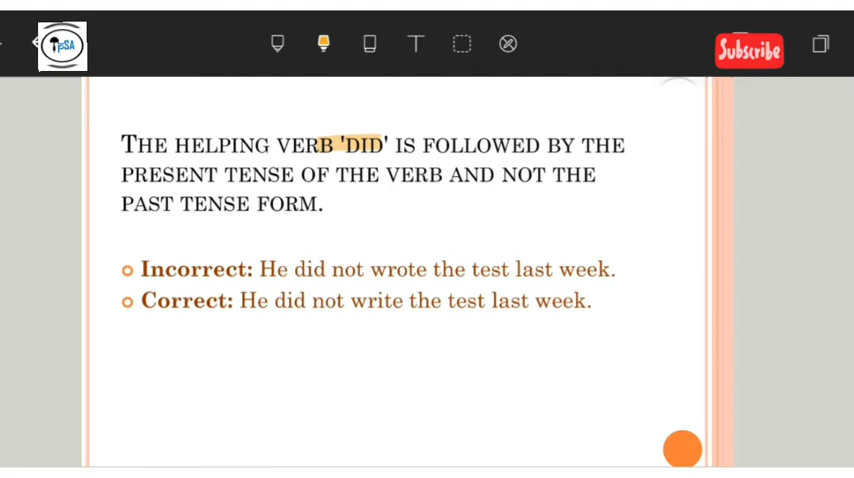 TpSA
T
Subscribe
THE HELPING VERB 'DID' IS FOLLOWED BY THE
PRESENT TENSE OF THE VERB AND NOT THE
PAST TENSE FORM.
Incorrect: He did not wrote the test last week.
Correct: He did not write the test last week.